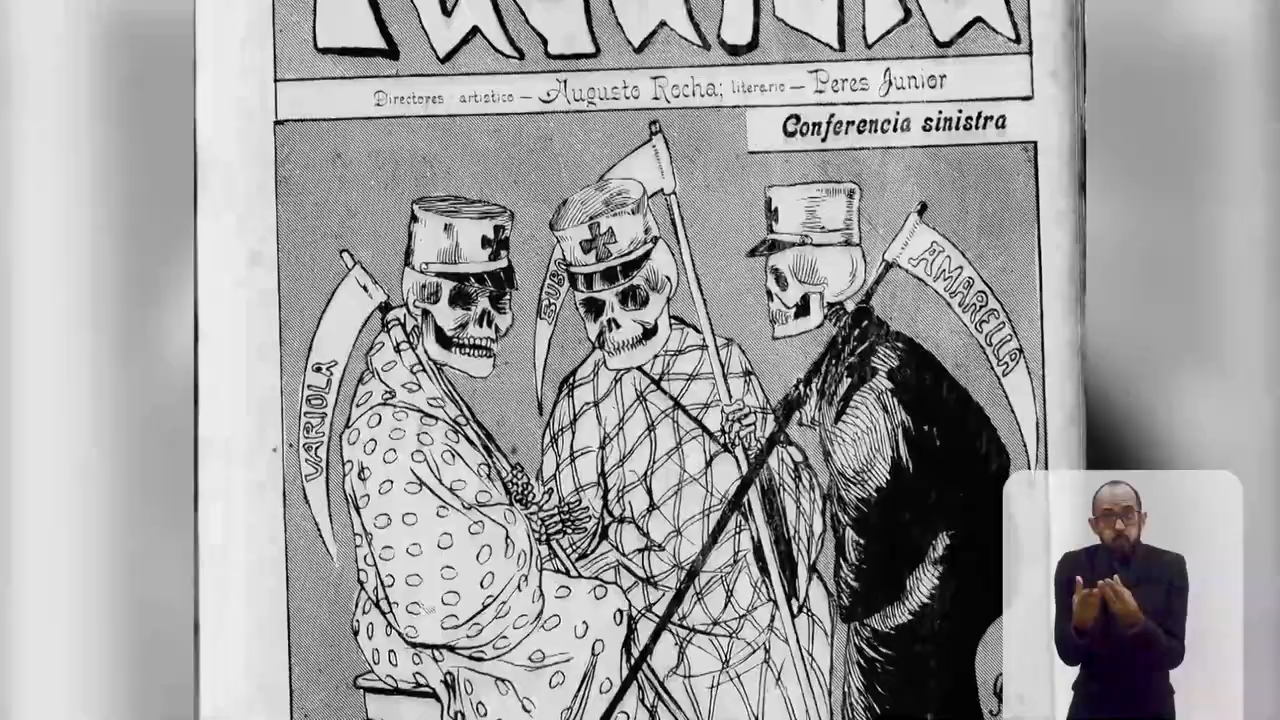 Directores artistico — Augusto Rocha; literario — Peres Junior
Conferencia sinistra
VARIOLA
BUBO
AMARELLA